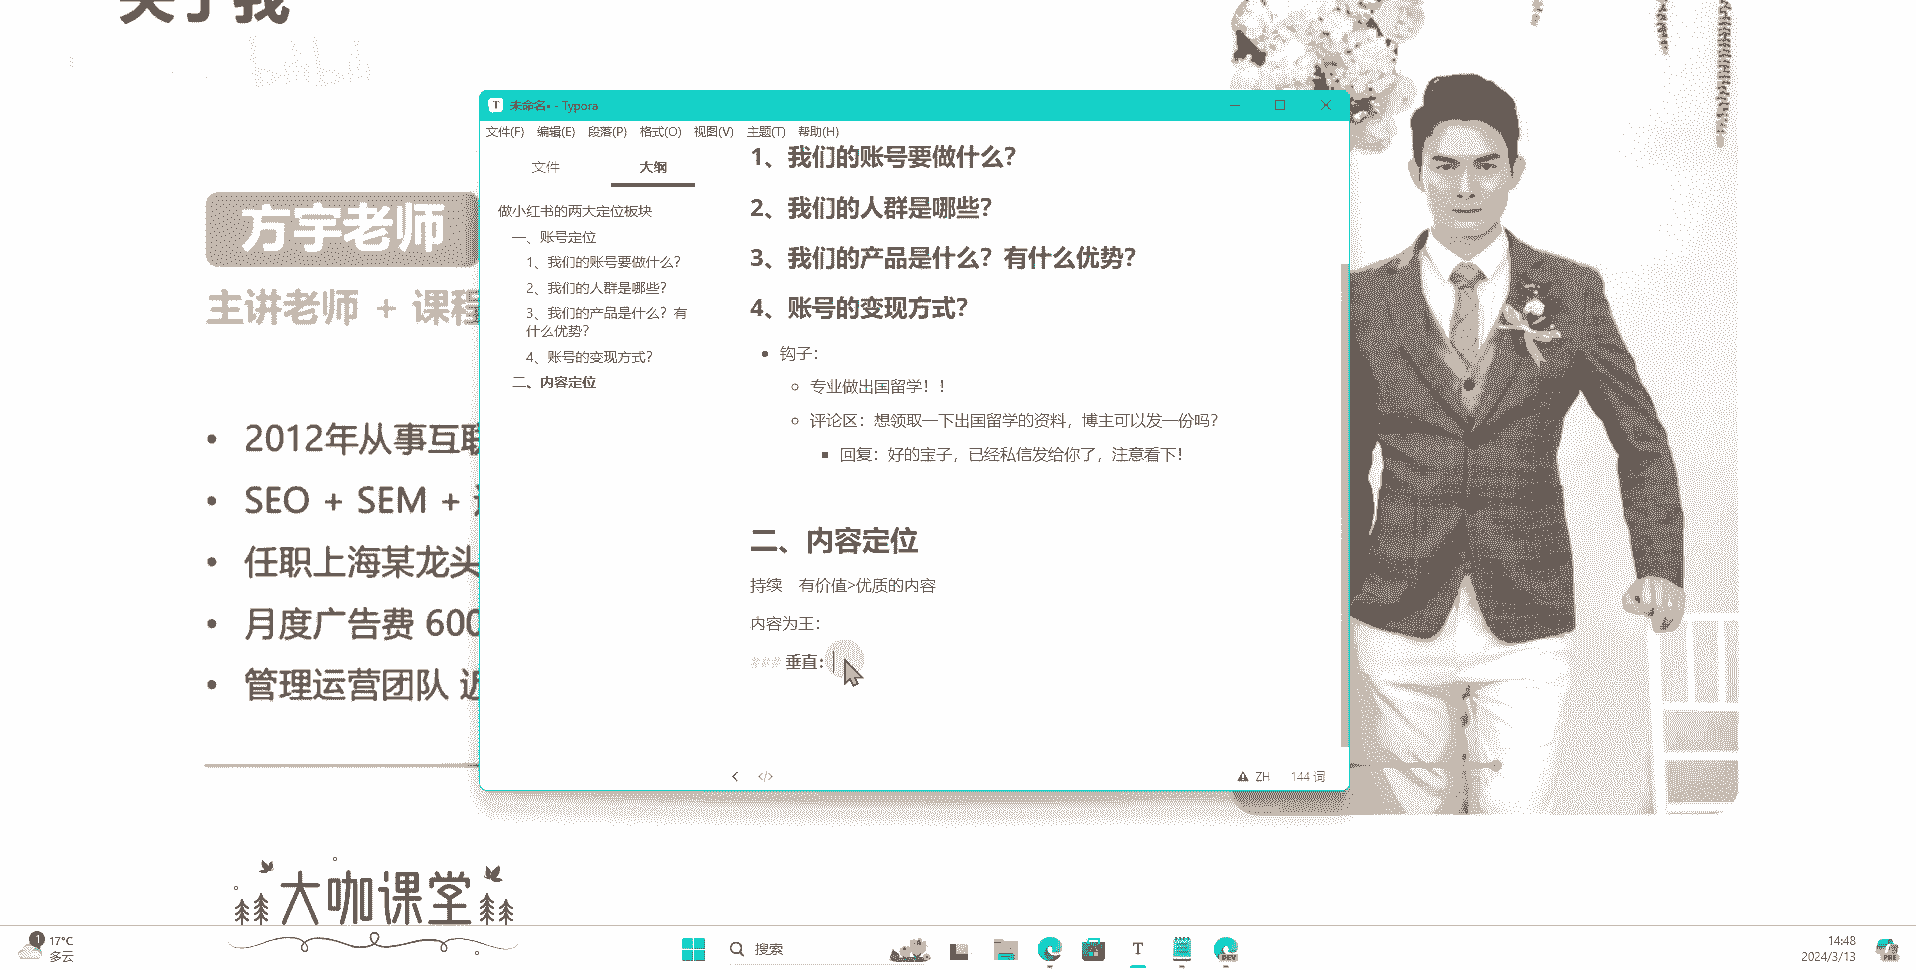 关于我
bilibili
方宇老师
主讲老师 + 课程
2012年从事互联
SEO + SEM +
任职上海某龙头
月度广告费 600
管理运营团队 近
大咖课堂
未命名• - Typora
文件(F) 编辑(E) 段落(P) 格式(O) 视图(V) 主题(T) 帮助(H)
文件 大纲
做小红书的两大定位板块
一、账号定位
1、我们的账号要做什么？
2、我们的人群是哪些？
3、我们的产品是什么？有
什么优势？
4、账号的变现方式？
二、内容定位
1、我们的账号要做什么？
2、我们的人群是哪些？
3、我们的产品是什么？有什么优势？
4、账号的变现方式？
钩子：
专业做出国留学！！
评论区：想领取一下出国留学的资料，博主可以发一份吗？
回复：好的宝子，已经私信发给你了，注意看下！
二、内容定位
持续 有价值>优质的内容
内容为王：
### 垂直：
</> ZH 144 词
1 17°C
多云
搜索
T
DEV
14:48
2024/3/13
PRE